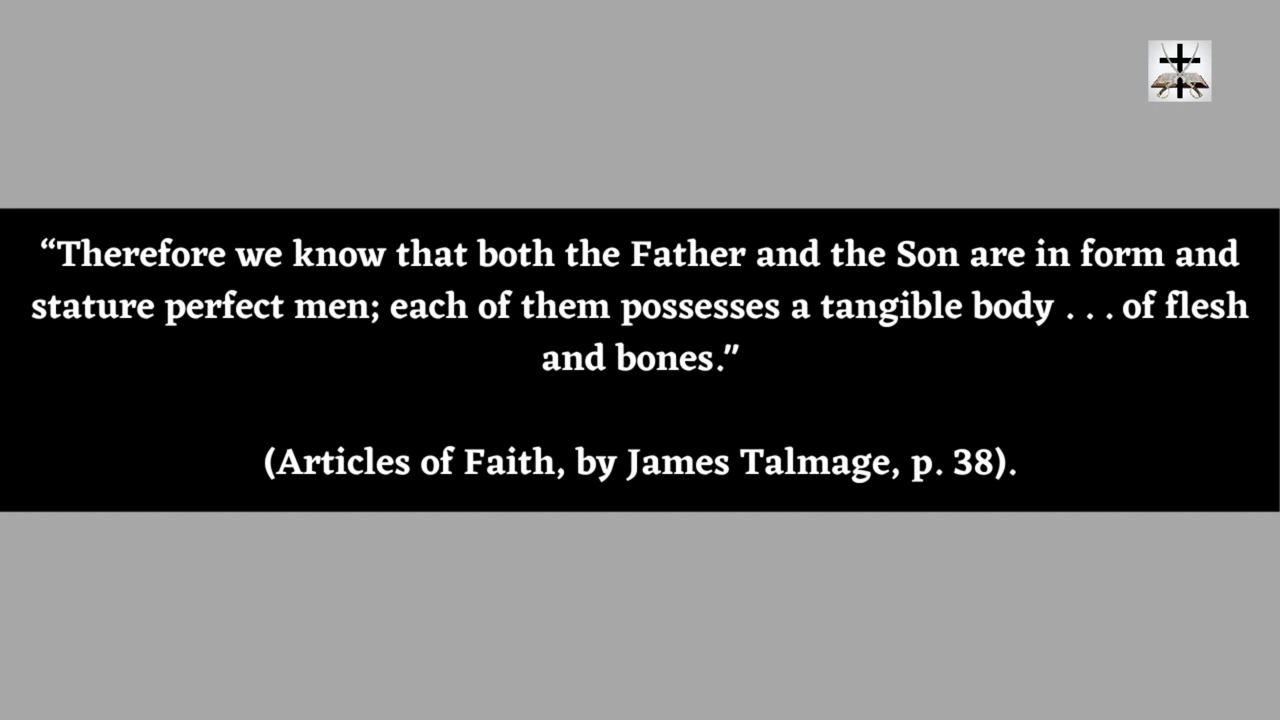 “Therefore we know that both the Father and the Son are in form and
stature perfect men; each of them possesses a tangible body . . . of flesh
and bones."
(Articles of Faith, by James Talmage, p. 38).